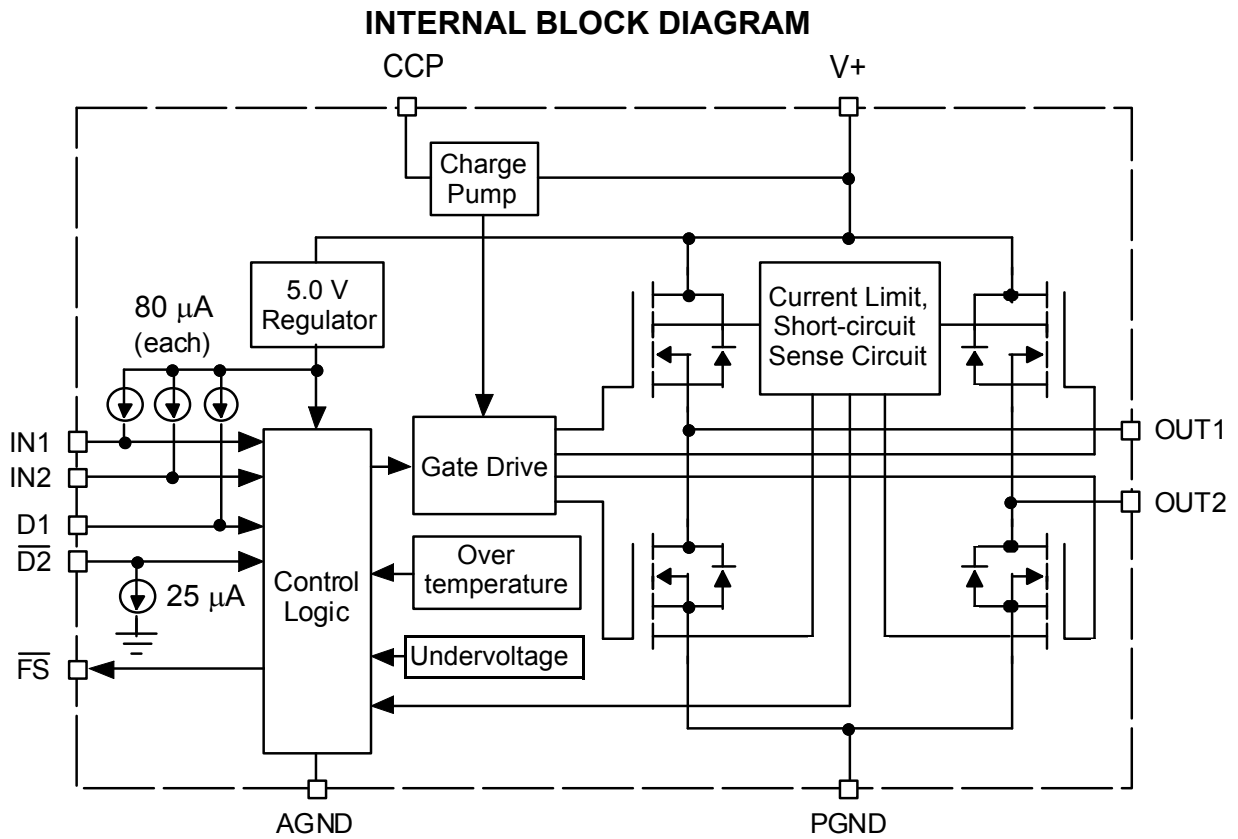 INTERNAL BLOCK DIAGRAM
CCP
V+
Charge
Pump
5.0 V
Regulator
80 μA
(each)
Current Limit,
Short-circuit
Sense Circuit
IN1
IN2
D1
D2̅
FS̅
25 μA
Control
Logic
Gate Drive
Over
temperature
Undervoltage
OUT1
OUT2
AGND
PGND